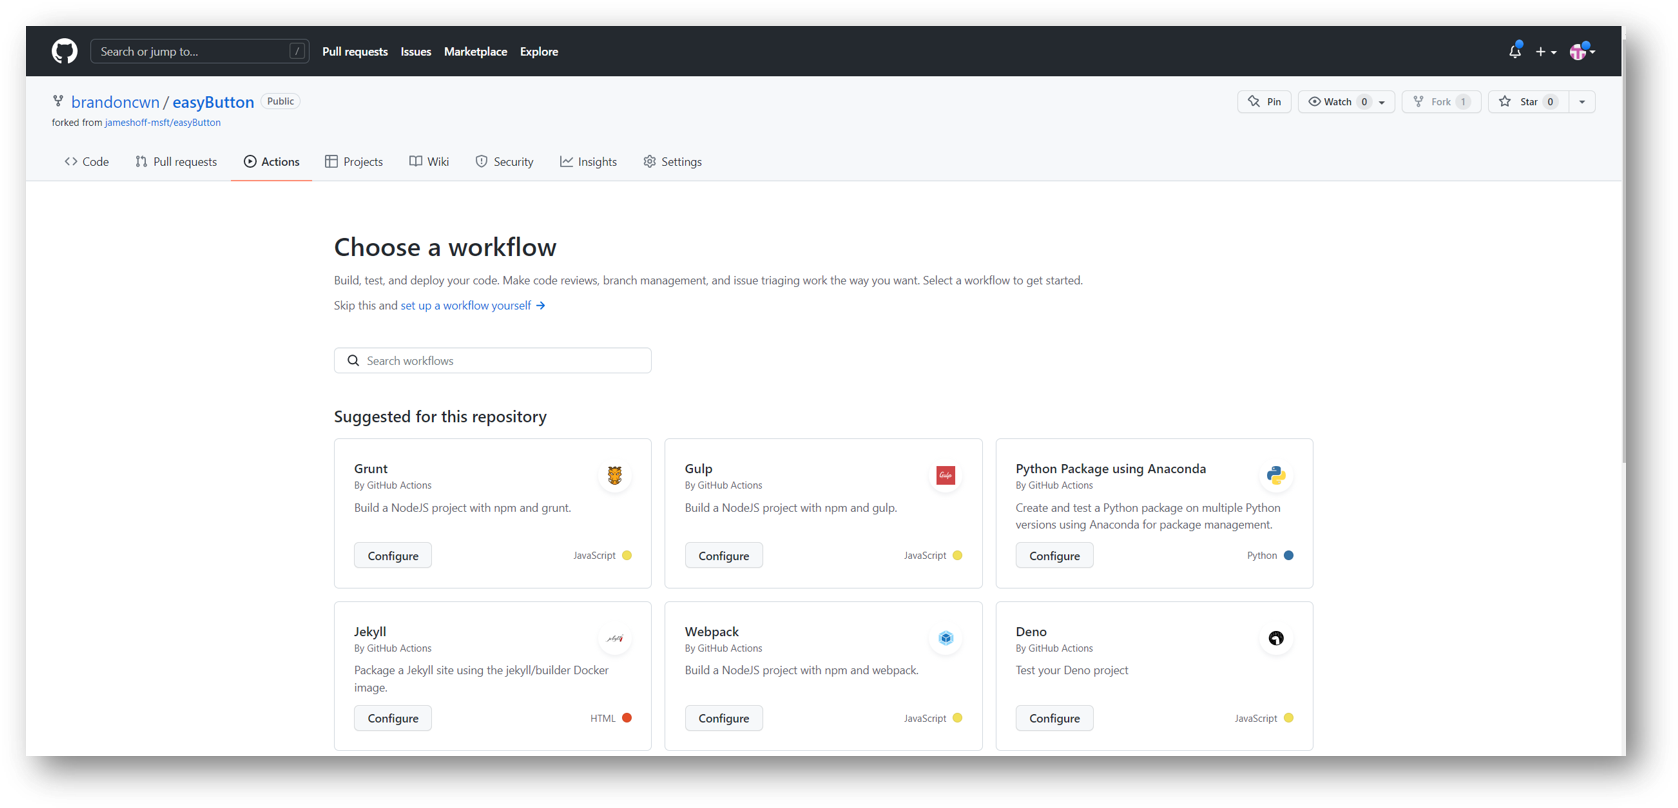 Search or jump to... / Pull requests Issues Marketplace Explore
brandoncwn / easyButton Public Pin Watch 0 Fork 1 Star 0
forked from jameshoff-msft/easyButton
Code Pull requests Actions Projects Wiki Security Insights Settings
Choose a workflow
Build, test, and deploy your code. Make code reviews, branch management, and issue triaging work the way you want. Select a workflow to get started.
Skip this and set up a workflow yourself →
Search workflows
Suggested for this repository
Grunt
By GitHub Actions
Build a NodeJS project with npm and grunt.
Configure JavaScript
Gulp
Gulp
By GitHub Actions
Build a NodeJS project with npm and gulp.
Configure JavaScript
Python Package using Anaconda
By GitHub Actions
Create and test a Python package on multiple Python
versions using Anaconda for package management.
Configure Python
Jekyll
jekyll
By GitHub Actions
Package a Jekyll site using the jekyll/builder Docker
image.
Configure HTML
Webpack
By GitHub Actions
Build a NodeJS project with npm and webpack.
Configure JavaScript
Deno
By GitHub Actions
Test your Deno project
Configure JavaScript